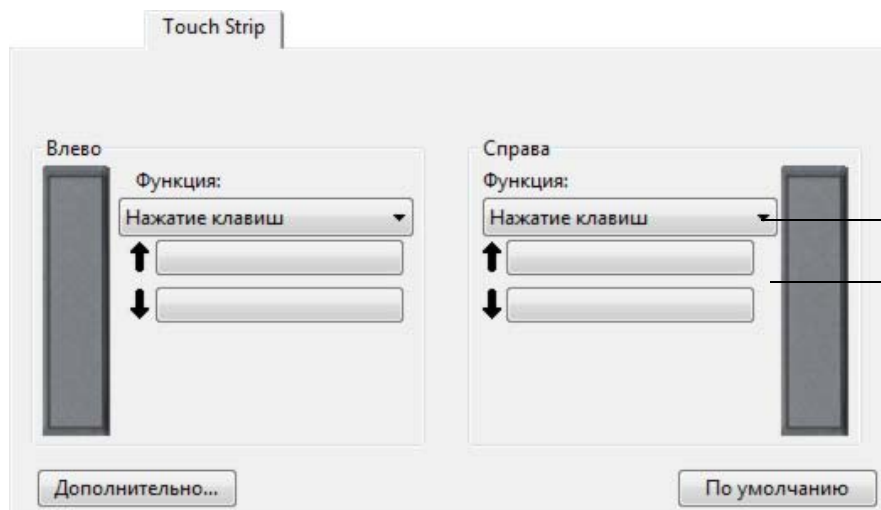 Touch Strip
Влево
Функция:
Нажатие клавиш
Справа
Функция:
Нажатие клавиш
Дополнительно...
По умолчанию